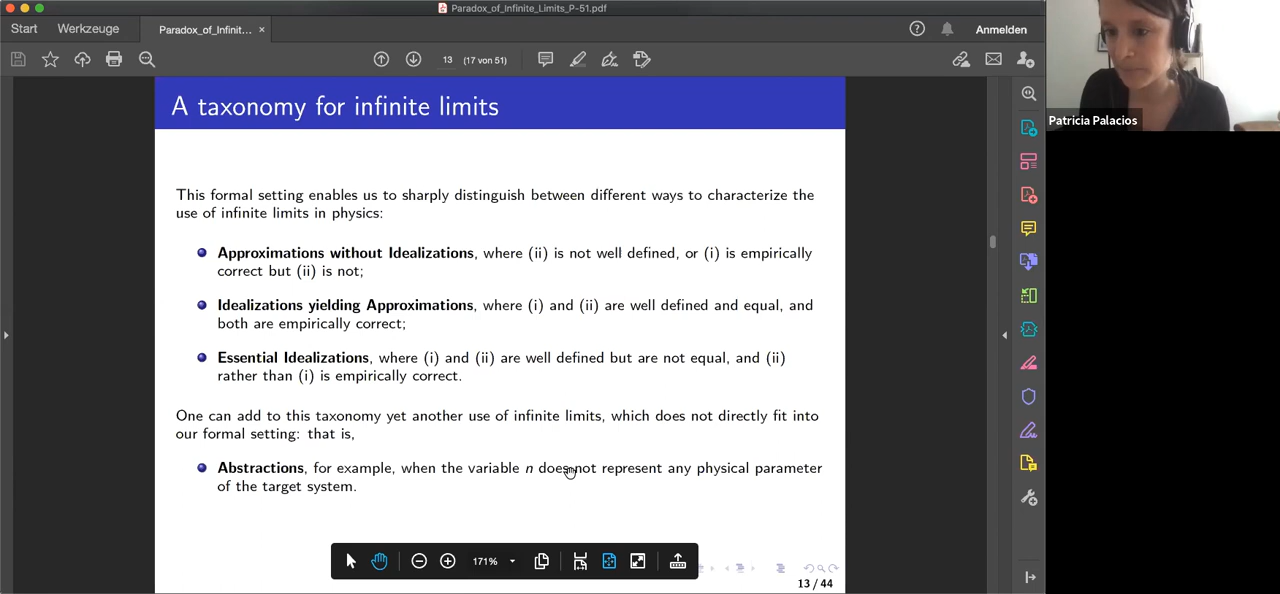 Paradox_of_Infinite_Limits_P-51.pdf
Start Werkzeuge Paradox_of_Infinit... × Anmelden
13 (17 von 51)
Patricia Palacios
A taxonomy for infinite limits
This formal setting enables us to sharply distinguish between different ways to characterize the
use of infinite limits in physics:
Approximations without Idealizations, where (ii) is not well defined, or (i) is empirically
correct but (ii) is not;
Idealizations yielding Approximations, where (i) and (ii) are well defined and equal, and
both are empirically correct;
Essential Idealizations, where (i) and (ii) are well defined but are not equal, and (ii)
rather than (i) is empirically correct.
One can add to this taxonomy yet another use of infinite limits, which does not directly fit into
our formal setting: that is,
Abstractions, for example, when the variable n does not represent any physical parameter
of the target system.
171%
13 / 44